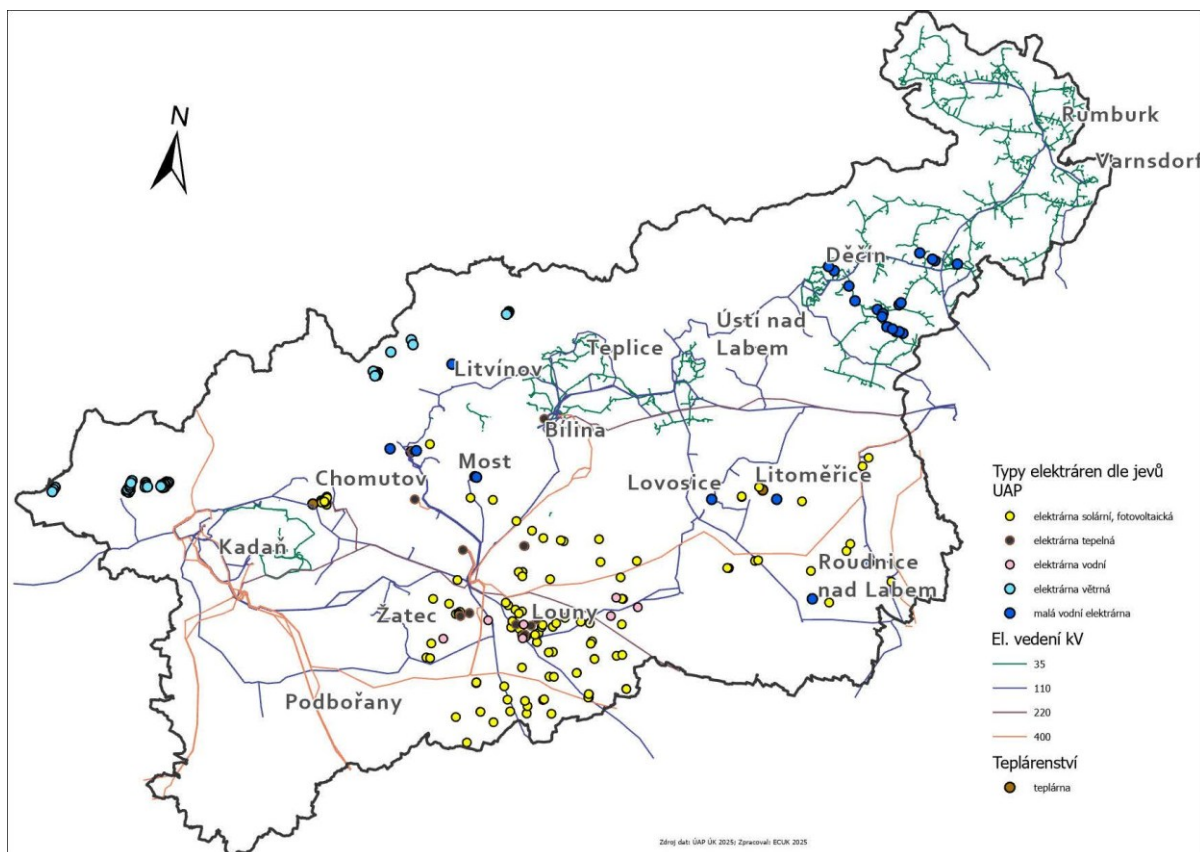 N
Rumburk
Varnsdorf
Děčín
Ústí nad
Labem
Teplice
Litvínov
Bílina
Most
Chomutov
Lovosice
Litoměřice
Kadaň
Roudnice
nad Labem
Žatec
Louny
Podbořany
Typy elektráren dle jevů
UAP
elektrárna solární, fotovoltaická
elektrárna tepelná
elektrárna vodní
elektrárna větrná
malá vodní elektrárna
El. vedení kV
35
110
220
400
Teplárenství
teplárna
Zdroj dat: ÚAP ÚK 2025; Zpracoval: ECUK 2025